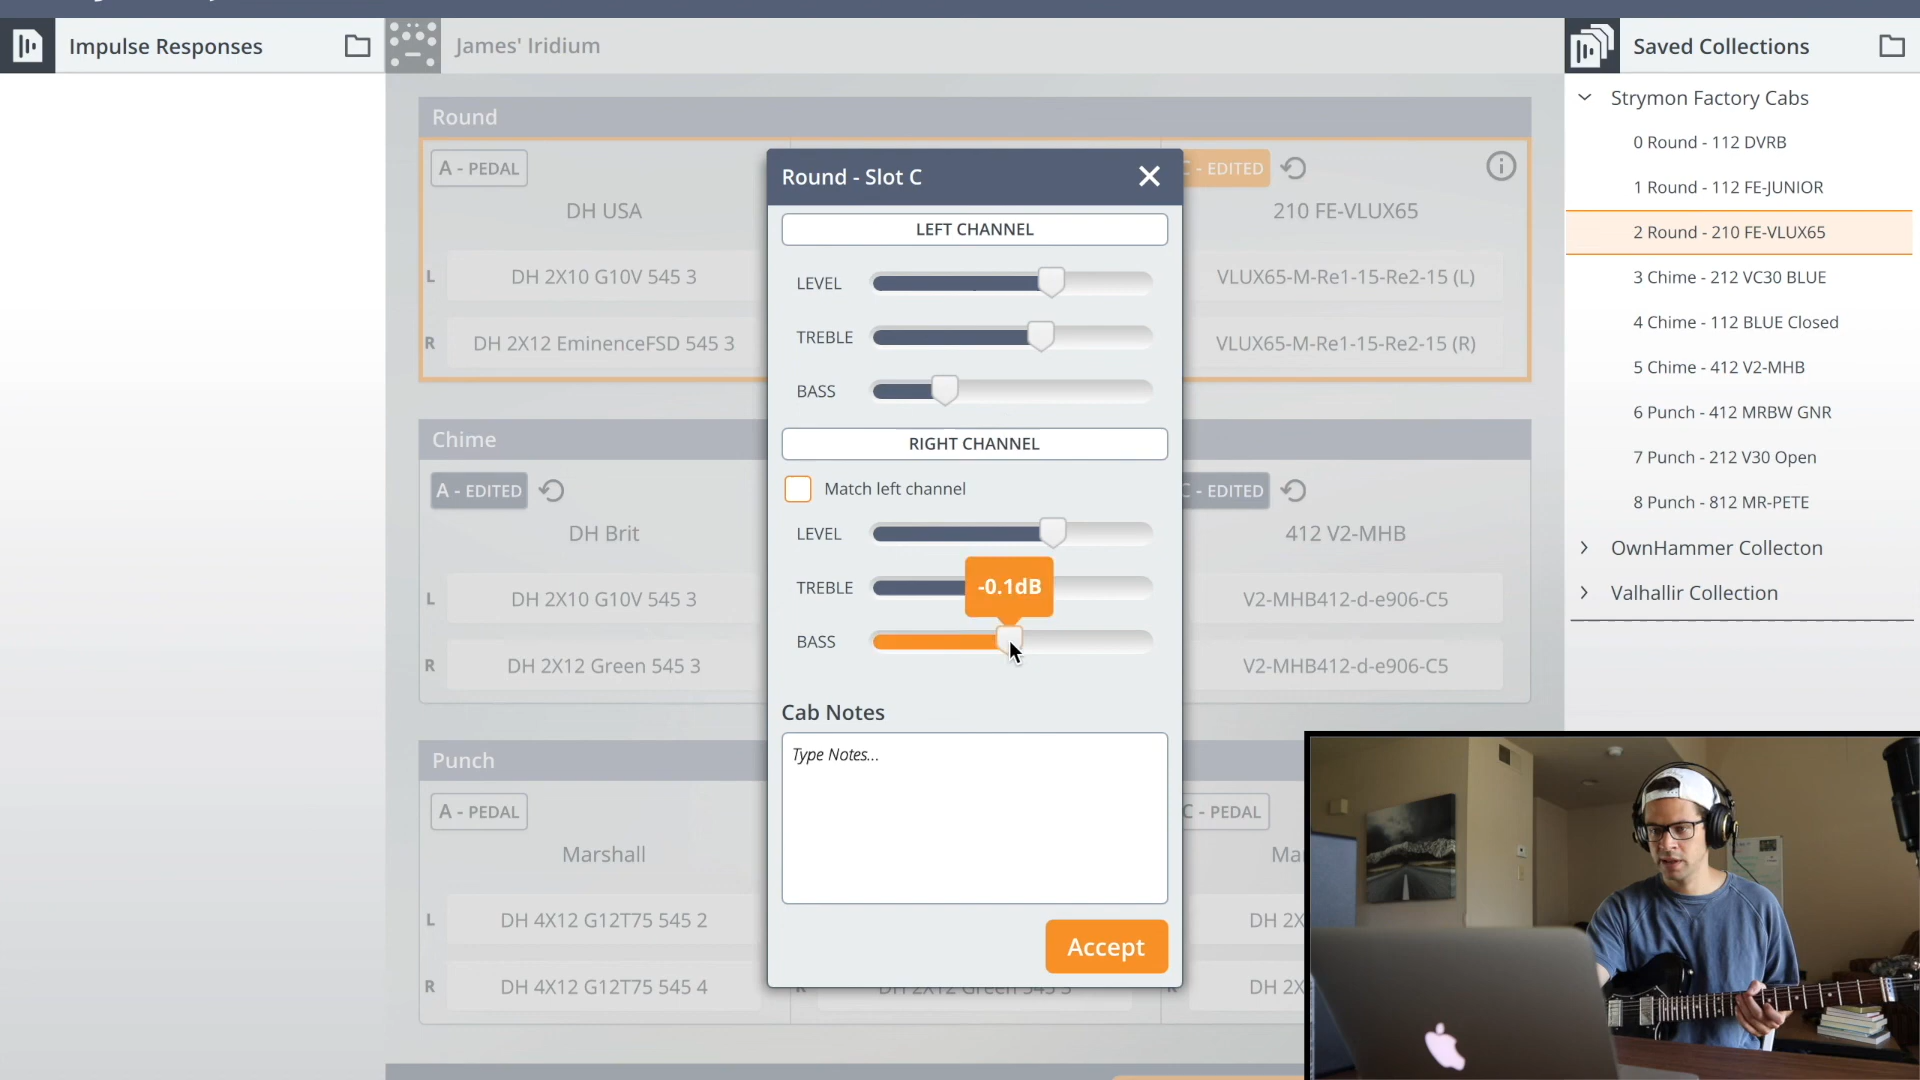 Impulse Responses
James' Iridium
Saved Collections
Strymon Factory Cabs
0 Round - 112 DVRB
1 Round - 112 FE-JUNIOR
2 Round - 210 FE-VLUX65
3 Chime - 212 VC30 BLUE
4 Chime - 112 BLUE Closed
5 Chime - 412 V2-MHB
6 Punch - 412 MRBW GNR
7 Punch - 212 V30 Open
8 Punch - 812 MR-PETE
OwnHammer Collecton
Valhallir Collection
Round
A - PEDAL
DH USA
L DH 2X10 G10V 545 3
R DH 2X12 EminenceFSD 545 3
C - EDITED
210 FE-VLUX65
VLUX65-M-Re1-15-Re2-15 (L)
VLUX65-M-Re1-15-Re2-15 (R)
Chime
A - EDITED
DH Brit
L DH 2X10 G10V 545 3
R DH 2X12 Green 545 3
C - EDITED
412 V2-MHB
V2-MHB412-d-e906-C5
V2-MHB412-d-e906-C5
Punch
A - PEDAL
Marshall
L DH 4X12 G12T75 545 2
R DH 4X12 G12T75 545 4
C - PEDAL
DH 2X
DH 2X
Round - Slot C
LEFT CHANNEL
LEVEL
TREBLE
BASS
RIGHT CHANNEL
Match left channel
LEVEL
TREBLE
-0.1dB
BASS
Cab Notes
Type Notes...
Accept